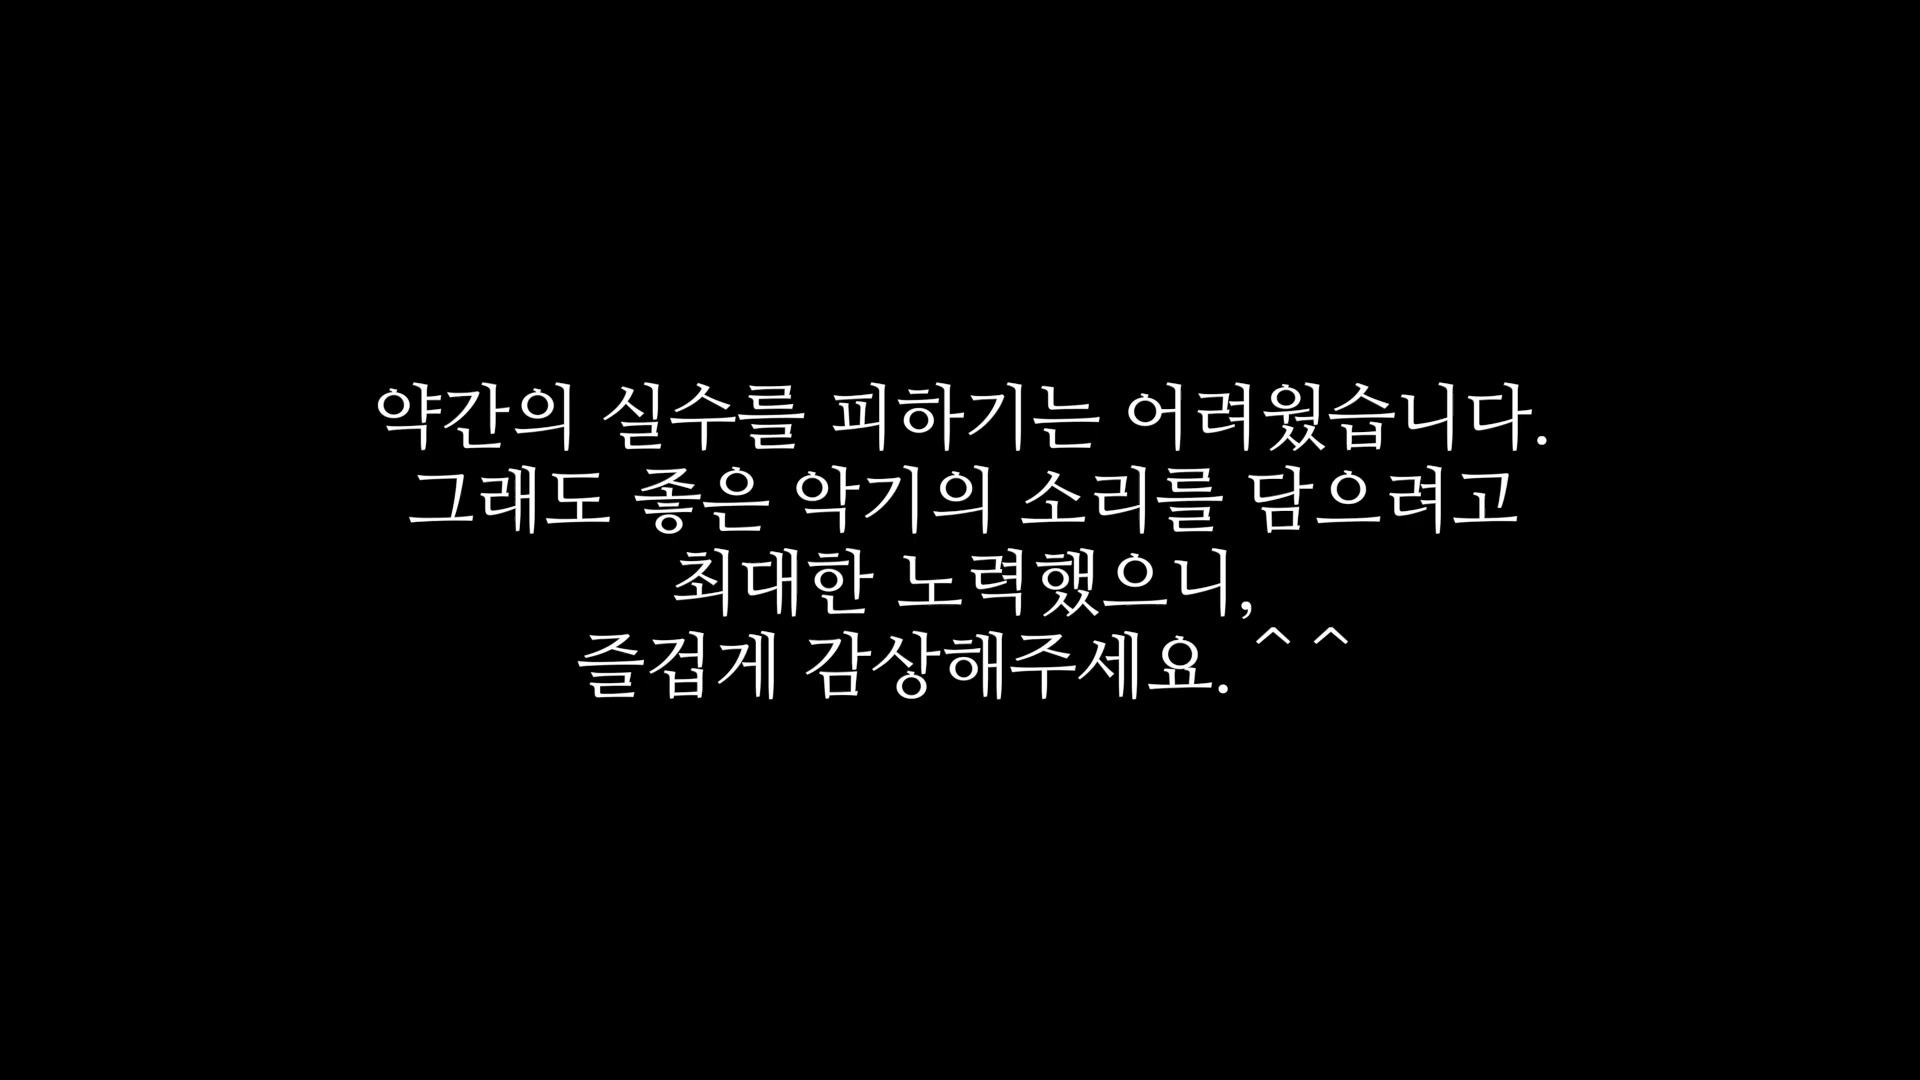 약간의 실수를 피하기는 어려웠습니다.
그래도 좋은 악기의 소리를 담으려고
최대한 노력했으니,
즐겁게 감상해주세요. ^ ^